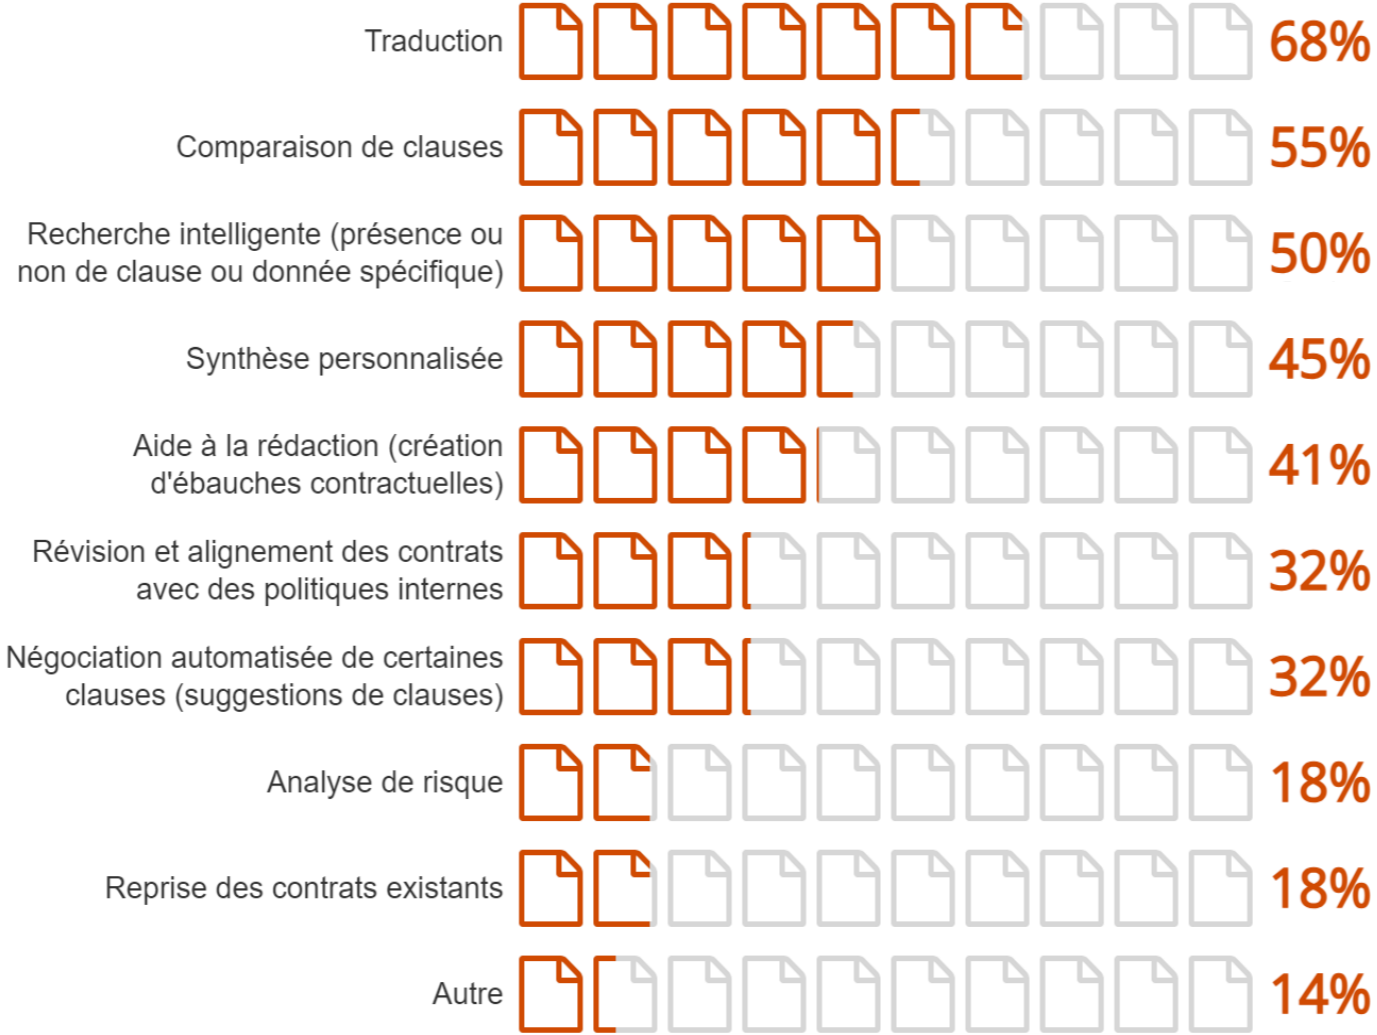 Traduction
68%
Comparaison de clauses
55%
Recherche intelligente (présence ou
non de clause ou donnée spécifique)
50%
Synthèse personnalisée
45%
Aide à la rédaction (création
d'ébauches contractuelles)
41%
Révision et alignement des contrats
avec des politiques internes
32%
Négociation automatisée de certaines
clauses (suggestions de clauses)
32%
Analyse de risque
18%
Reprise des contrats existants
18%
Autre
14%